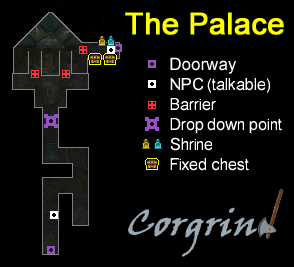 The Palace
Doorway
NPC (talkable)
Barrier
Drop down point
Shrine
Fixed chest
Corgrin